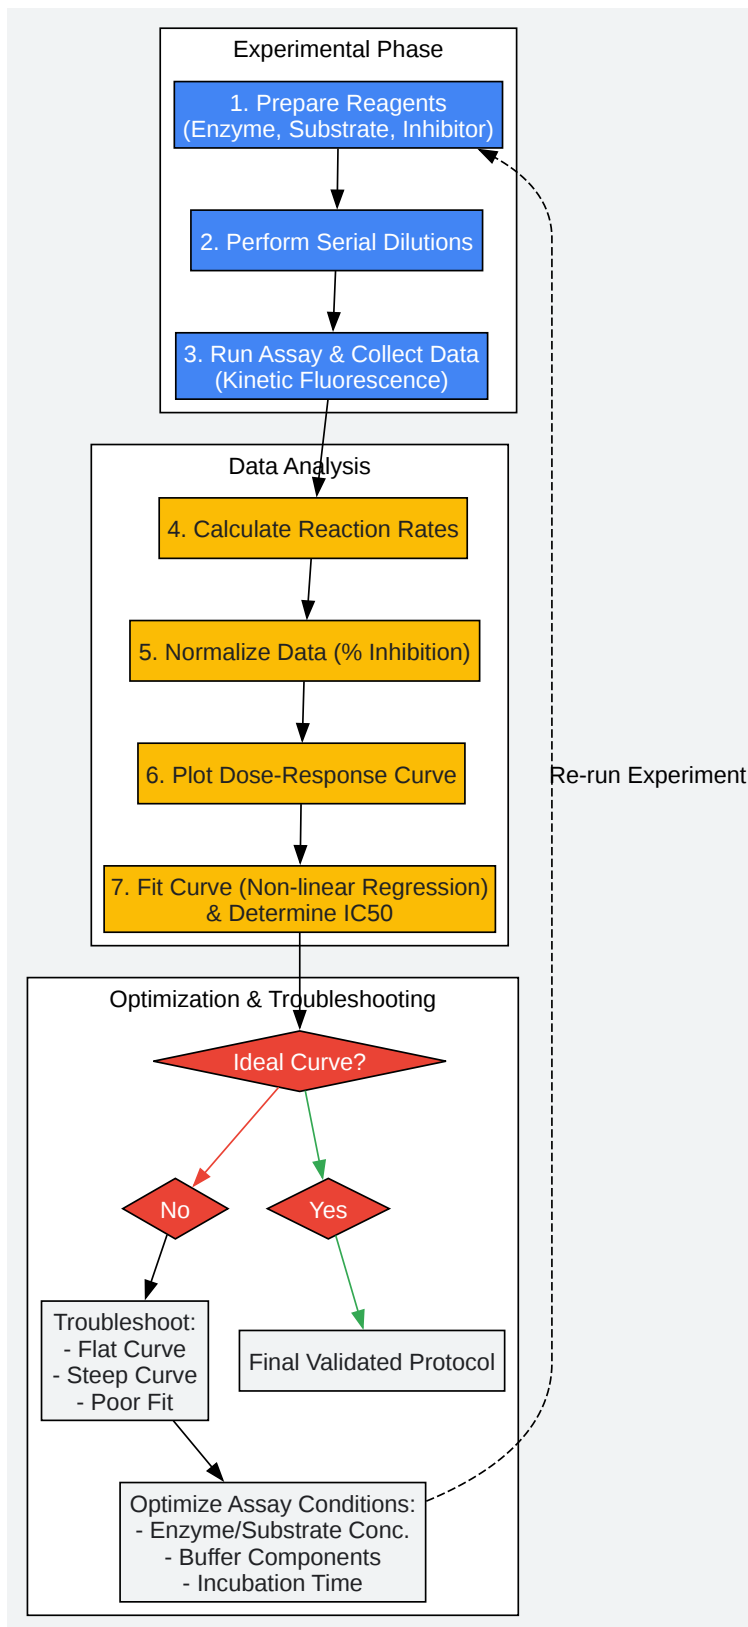 Experimental Phase
1. Prepare Reagents
(Enzyme, Substrate, Inhibitor)
2. Perform Serial Dilutions
3. Run Assay & Collect Data
(Kinetic Fluorescence)
Data Analysis
4. Calculate Reaction Rates
5. Normalize Data (% Inhibition)
6. Plot Dose-Response Curve
Re-run Experiment
7. Fit Curve (Non-linear Regression)
& Determine IC50
Optimization & Troubleshooting
Ideal Curve?
No
Yes
Troubleshoot:
- Flat Curve
- Steep Curve
- Poor Fit
Final Validated Protocol
Optimize Assay Conditions:
- Enzyme/Substrate Conc.
- Buffer Components
- Incubation Time